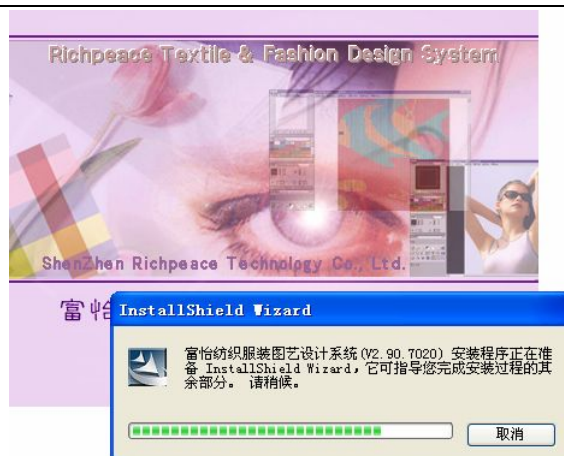 Richpeace Textile & Fashion Design System
ShenZhen Richpeace Technology Co., Ltd.
富怡
InstallShield Wizard
富怡纺织服装图艺设计系统(V2.90.7020) 安装程序正在准
备 InstallShield Wizard，它可指导您完成安装过程的其
余部分。 请稍候。
取消